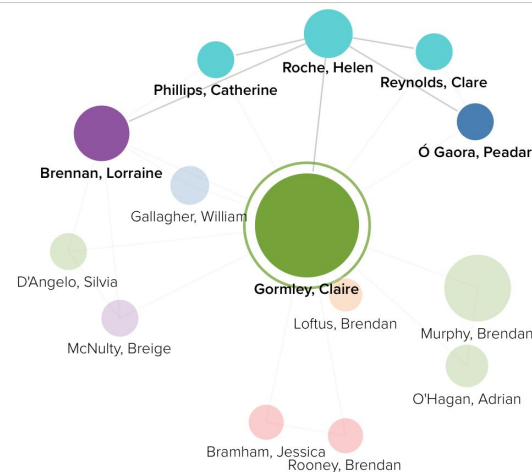 Roche, Helen
Reynolds, Clare
Phillips, Catherine
Ó Gaora, Peadar
Brennan, Lorraine
Gallagher, William
D'Angelo, Silvia
Gormley, Claire
Loftus, Brendan
Murphy, Brendan
McNulty, Breige
O'Hagan, Adrian
Bramham, Jessica
Rooney, Brendan